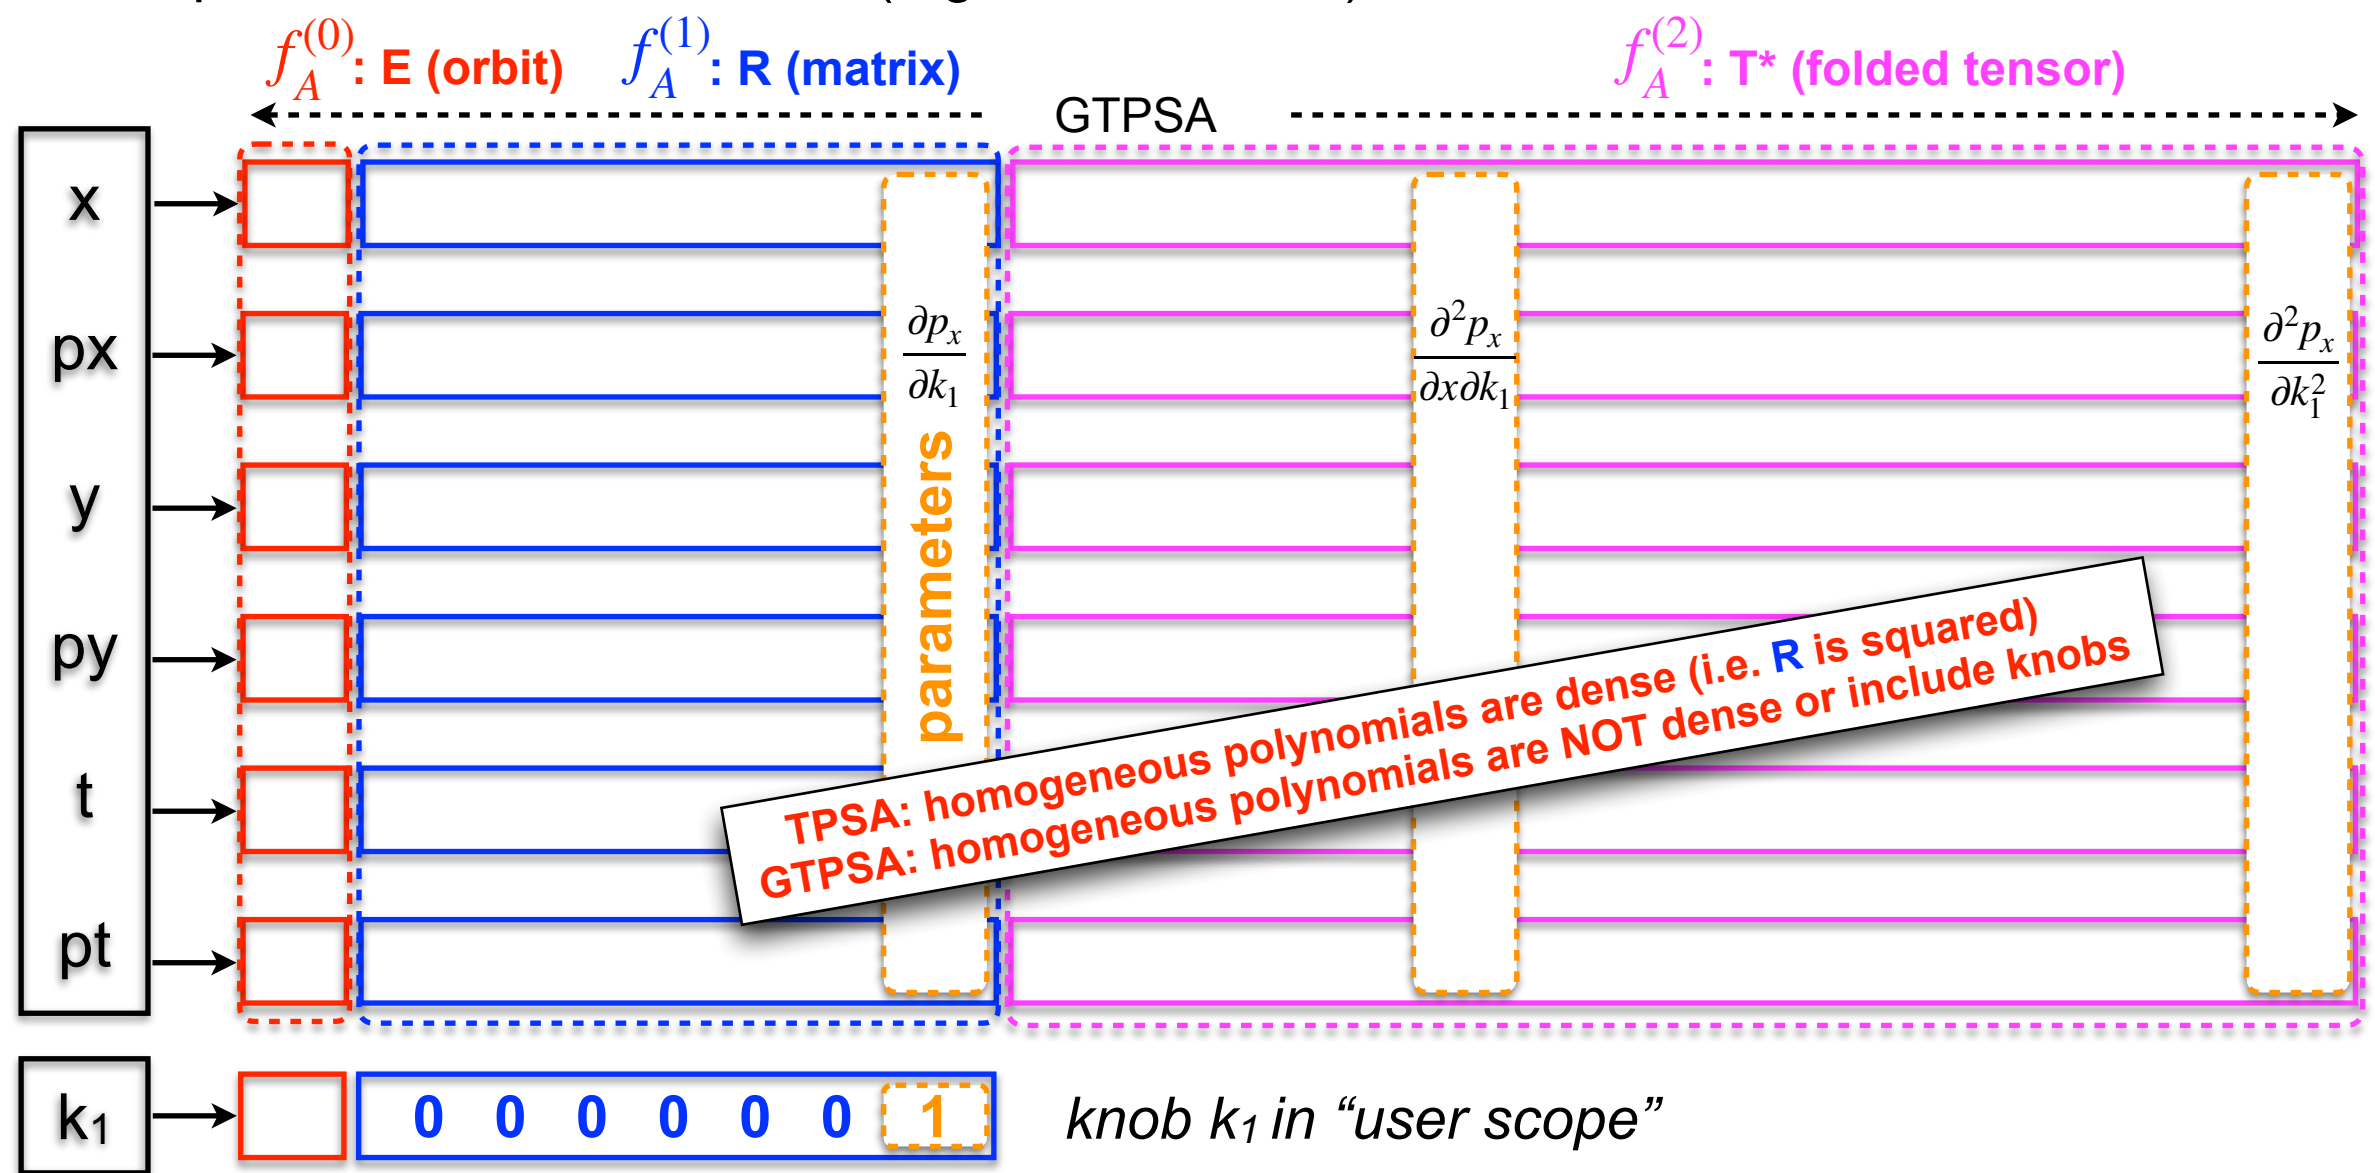 f_A^(0): E (orbit) f_A^(1): R (matrix) f_A^(2): T* (folded tensor)
GTPSA
x
px
∂p_x/∂k_1 ∂²p_x/∂x∂k_1 ∂²p_x/∂k_1²
parameters
y
py
TPSA: homogeneous polynomials are dense (i.e. R is squared)
GTPSA: homogeneous polynomials are NOT dense or include knobs
t
pt
k₁ 0 0 0 0 0 0 1 knob k₁ in “user scope”